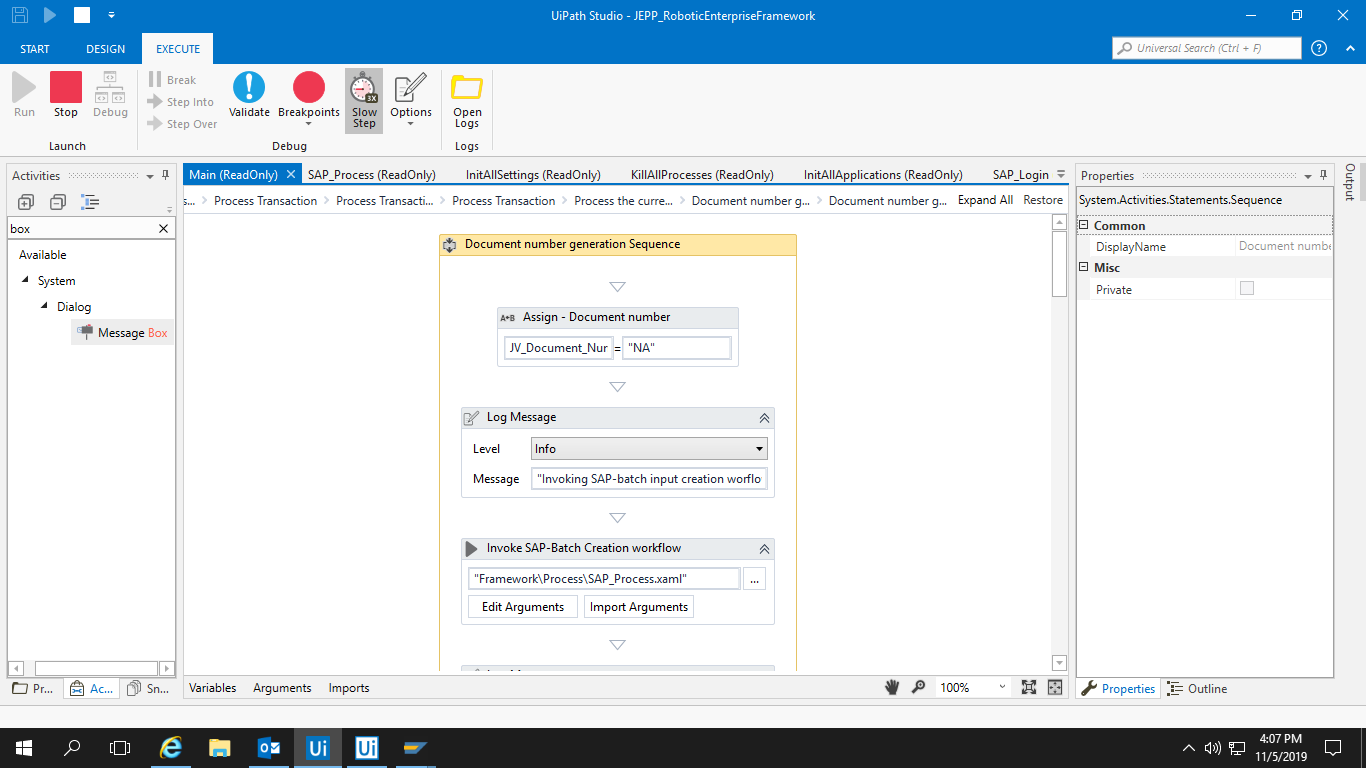 UiPath Studio - JEPP_RoboticEnterpriseFramework
START DESIGN EXECUTE
Universal Search (Ctrl + F)
Run Stop Debug
Break
Step Into
Step Over
Validate Breakpoints
3X
Slow Step
Options
Open Logs
Launch Debug Logs
Activities
box
Available
System
Dialog
Message Box
Pr... Ac... Sn...
Main (ReadOnly) SAP_Process (ReadOnly) InitAllSettings (ReadOnly) KillAllProcesses (ReadOnly) InitAllApplications (ReadOnly) SAP_Login
s... Process Transaction Process Transacti... Process Transaction Process the curre... Document number g... Document number g... Expand All Restore
Document number generation Sequence
A+B Assign - Document number
JV_Document_Nur = "NA"
Log Message
Level Info
Message "Invoking SAP-batch input creation worflo
Invoke SAP-Batch Creation workflow
"Framework\Process\SAP_Process.xaml" ...
Edit Arguments Import Arguments
Variables Arguments Imports
100%
Properties
System.Activities.Statements.Sequence
Common
DisplayName Document numbe
Misc
Private
Properties Outline
Output
Ui Ui
4:07 PM
11/5/2019